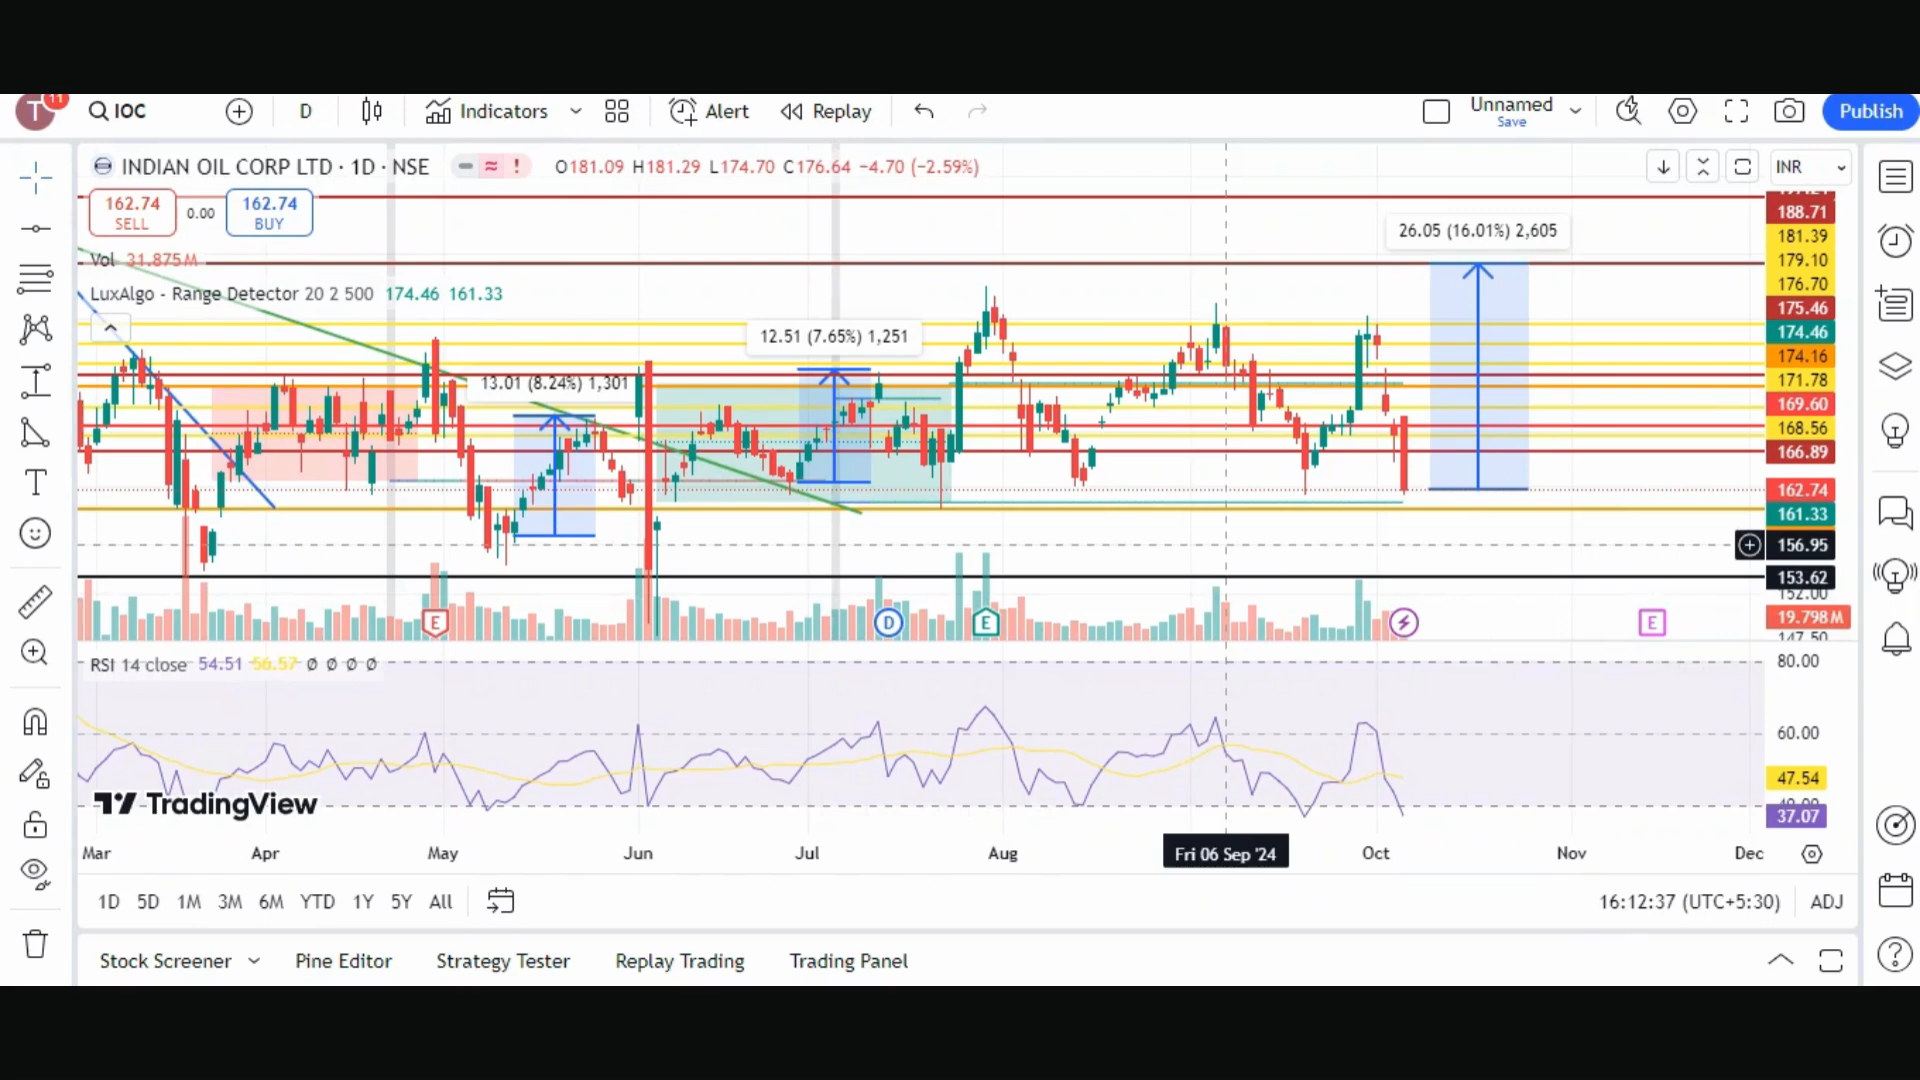 T 11 IOC D Indicators Alert Replay Unnamed Save Publish
INDIAN OIL CORP LTD · 1D · NSE O181.09 H181.29 L174.70 C176.64 −4.70 (−2.59%) INR
162.74 SELL 0.00 162.74 BUY
Vol 31.875M
LuxAlgo - Range Detector 20 2 500 174.46 161.33
26.05 (16.01%) 2,605
12.51 (7.65%) 1,251
13.01 (8.24%) 1,301
188.71
181.39
179.10
176.70
175.46
174.46
174.16
171.78
169.60
168.56
166.89
162.74
161.33
156.95
153.62
152.00
19.798M
147.50
E D E E
RSI 14 close 54.51 56.57 Ø Ø Ø Ø
80.00
60.00
47.54
40.00
37.07
TradingView
Mar Apr May Jun Jul Aug Fri 06 Sep '24 Oct Nov Dec
1D 5D 1M 3M 6M YTD 1Y 5Y All 16:12:37 (UTC+5:30) ADJ
Stock Screener Pine Editor Strategy Tester Replay Trading Trading Panel